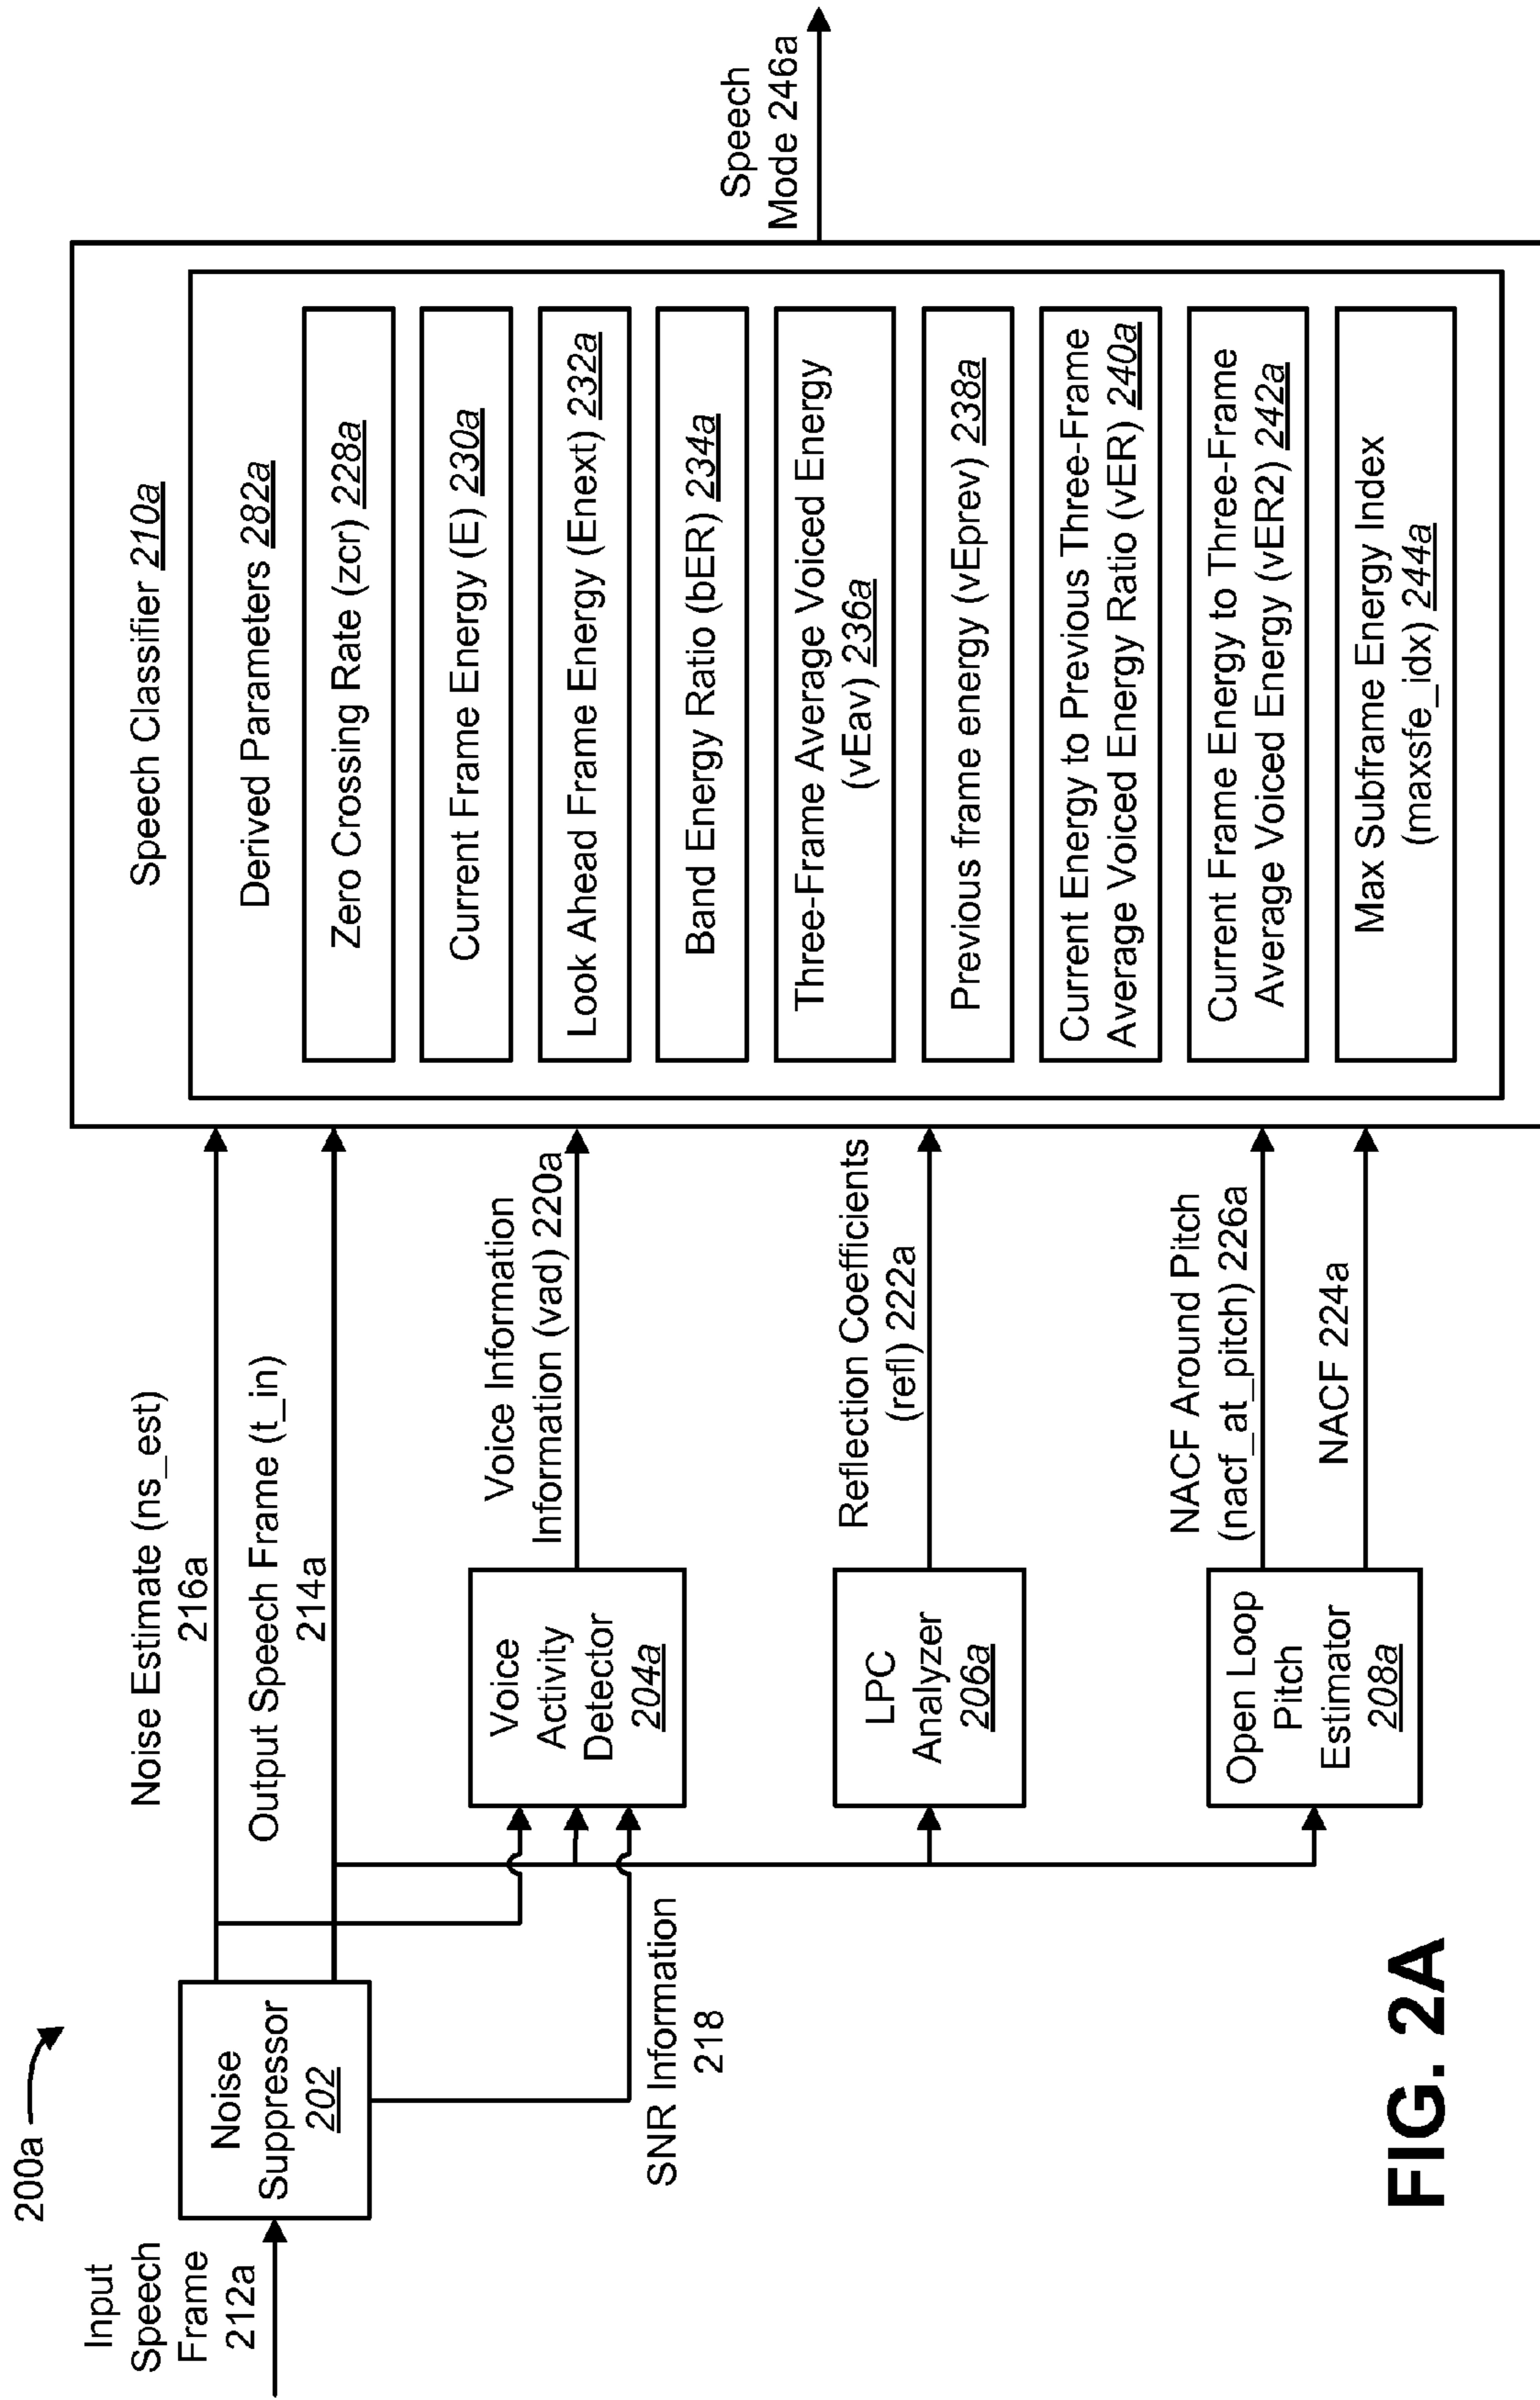 200a
Input
Speech
Frame
212a
Noise
Suppressor
202
Noise Estimate (ns_est)
216a
Output Speech Frame (t_in)
214a
SNR Information
218
Voice
Activity
Detector
204a
Voice Information
Information (vad) 220a
LPC
Analyzer
206a
Reflection Coefficients
(refl) 222a
Open Loop
Pitch
Estimator
208a
NACF Around Pitch
(nacf_at_pitch) 226a
NACF 224a
Speech Classifier 210a
Derived Parameters 282a
Zero Crossing Rate (zcr) 228a
Current Frame Energy (E) 230a
Look Ahead Frame Energy (Enext) 232a
Band Energy Ratio (bER) 234a
Three-Frame Average Voiced Energy
(vEav) 236a
Previous frame energy (vEprev) 238a
Current Energy to Previous Three-Frame
Average Voiced Energy Ratio (vER) 240a
Current Frame Energy to Three-Frame
Average Voiced Energy (vER2) 242a
Max Subframe Energy Index
(maxsfe_idx) 244a
Speech
Mode 246a
FIG. 2A